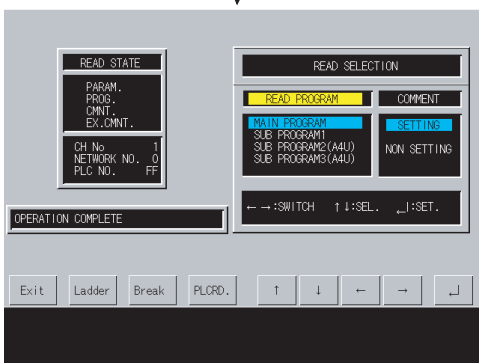 READ STATE
PARAM.
PROG.
CMNT.
EX.CMNT.
CH No 1
NETWORK NO. 0
PLC NO. FF
READ SELECTION
READ PROGRAM
COMMENT
MAIN PROGRAM
SUB PROGRAM1
SUB PROGRAM2(A4U)
SUB PROGRAM3(A4U)
SETTING
NON SETTING
←→:SWITCH ↑↓:SEL. ↵:SET.
OPERATION COMPLETE
Exit Ladder Break PLCRD. ↑ ↓ ← → ↵